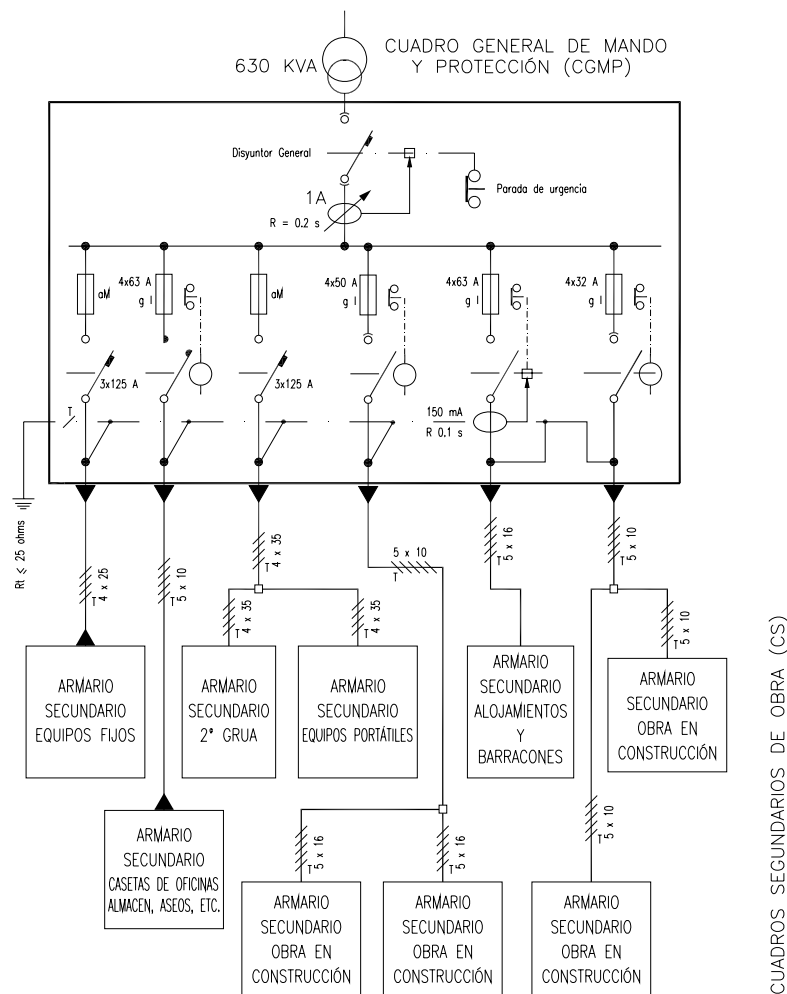 CUADRO GENERAL DE MANDO
Y PROTECCIÓN (CGMP)
630 KVA
Disyuntor General
Parada de urgencia
1A
R = 0.2 s
aM
4x63 A
g l
aM
4x50 A
g l
4x63 A
g l
4x32 A
g l
3x125 A
3x125 A
T
150 mA
R 0.1 s
Rt ≤ 25 ohms
T 4 x 25
T 5 x 10
T 4 x 35
5 x 10
T
T 5 x 16
T 5 x 10
T 4 x 35
T 4 x 35
T 5 x 10
ARMARIO
SECUNDARIO
EQUIPOS FIJOS
ARMARIO
SECUNDARIO
2ª GRUA
ARMARIO
SECUNDARIO
EQUIPOS PORTÁTILES
ARMARIO
SECUNDARIO
ALOJAMIENTOS
Y
BARRACONES
ARMARIO
SECUNDARIO
OBRA EN
CONSTRUCCIÓN
T 5 x 10
ARMARIO
SECUNDARIO
CASETAS DE OFICINAS
ALMACEN, ASEOS, ETC.
T 5 x 16
T 5 x 16
ARMARIO
SECUNDARIO
OBRA EN
CONSTRUCCIÓN
ARMARIO
SECUNDARIO
OBRA EN
CONSTRUCCIÓN
ARMARIO
SECUNDARIO
OBRA EN
CONSTRUCCIÓN
CUADROS SEGUNDARIOS DE OBRA (CS)